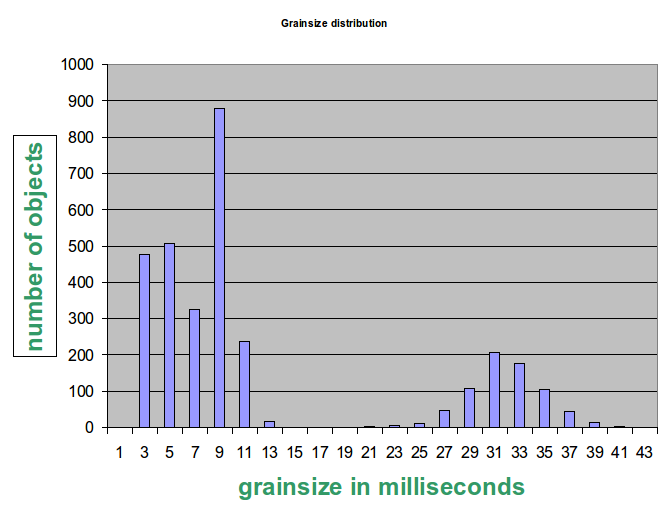 Grainsize distribution
1000
900
800
700
600
500
400
300
200
100
0
number of objects
1 3 5 7 9 11 13 15 17 19 21 23 25 27 29 31 33 35 37 39 41 43
grainsize in milliseconds